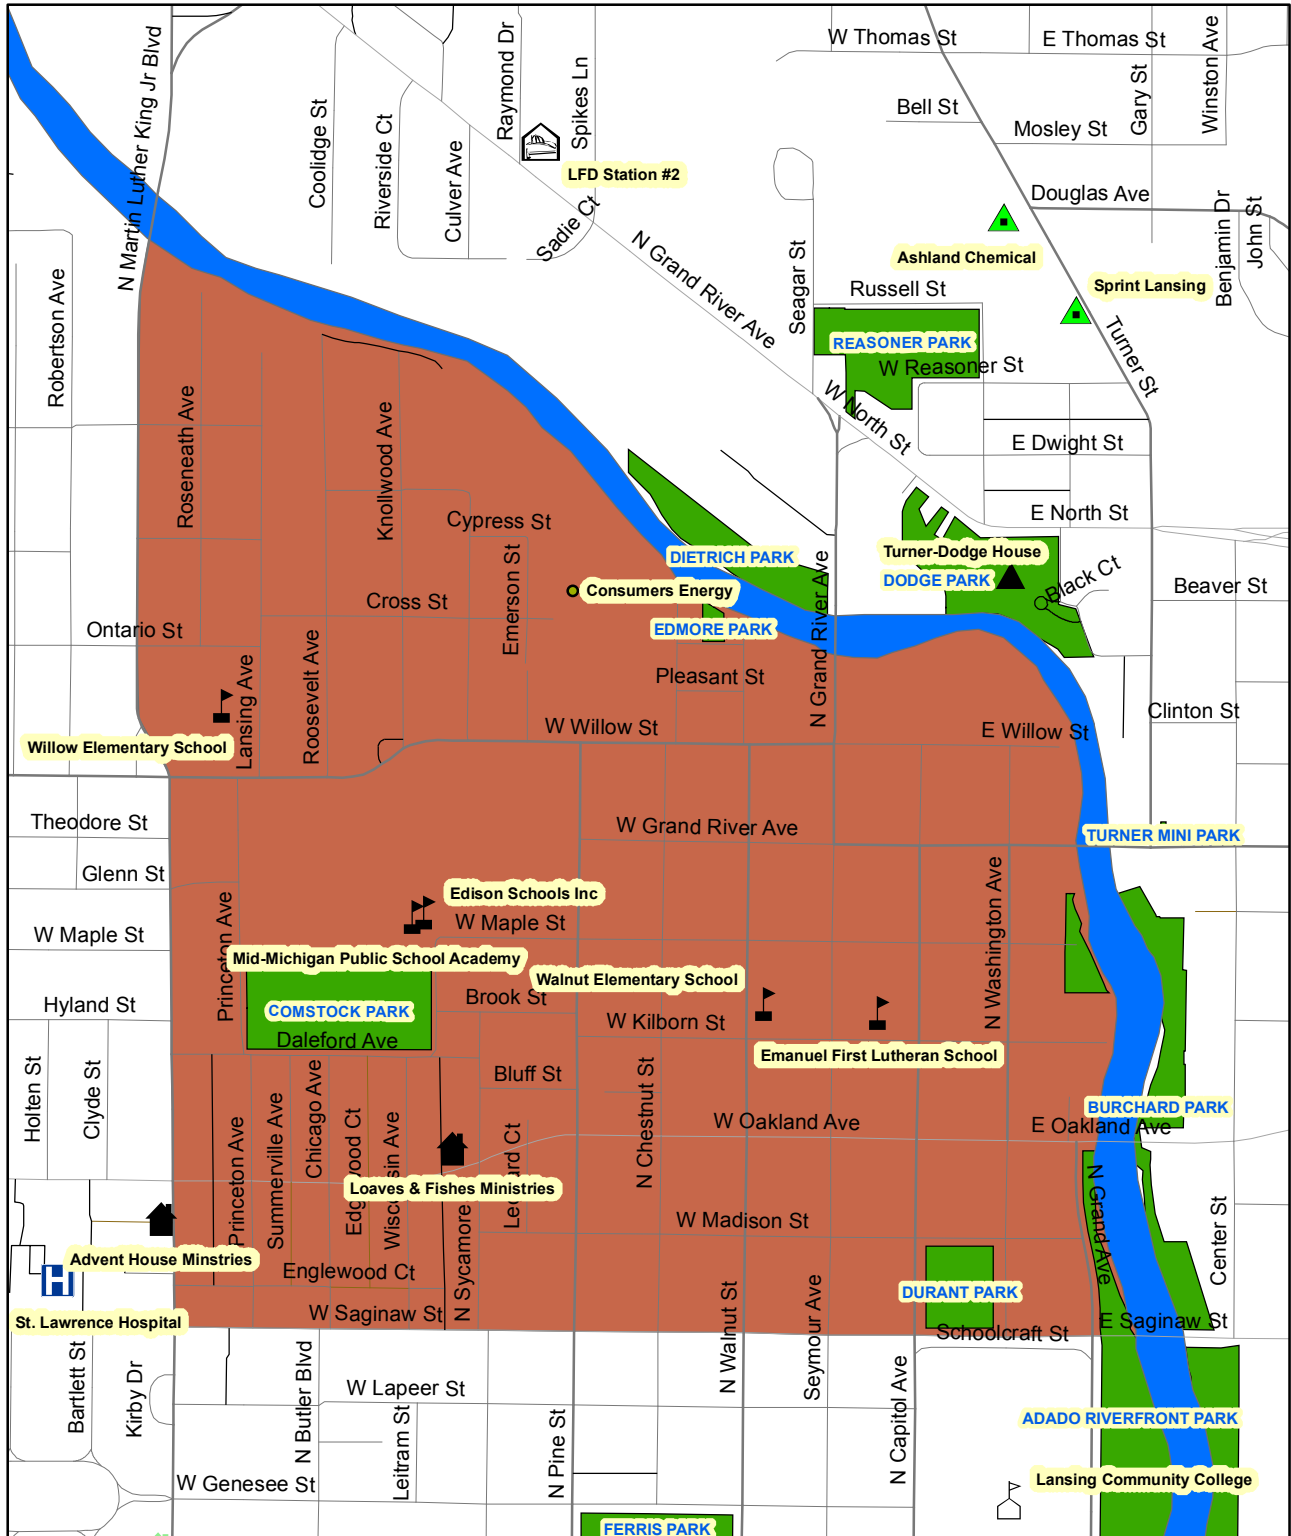 W Thomas St
E Thomas St
N Martin Luther King Jr Blvd
Raymond Dr
Spikes Ln
Gary St
Winston Ave
Bell St
Mosley St
Coolidge St
Riverside Ct
Culver Ave
LFD Station #2
Douglas Ave
Sadie Ct
Benjamin Dr
John St
N Grand River Ave
Seagar St
Ashland Chemical
Sprint Lansing
Russell St
Robertson Ave
REASONER PARK
W Reasoner St
Turner St
Roseneath Ave
Knollwood Ave
W North St
E Dwight St
Cypress St
E North St
DIETRICH PARK
Turner-Dodge House
DODGE PARK
Black Ct
Beaver St
Emerson St
Consumers Energy
Cross St
N Grand River Ave
Ontario St
EDMORE PARK
Lansing Ave
Roosevelt Ave
Pleasant St
W Willow St
E Willow St
Clinton St
Willow Elementary School
Theodore St
W Grand River Ave
TURNER MINI PARK
Glenn St
Edison Schools Inc
Princeton Ave
W Maple St
W Maple St
N Washington Ave
Mid-Michigan Public School Academy
Walnut Elementary School
Hyland St
COMSTOCK PARK
Brook St
W Kilborn St
Daleford Ave
Emanuel First Lutheran School
Holten St
Clyde St
Bluff St
N Chestnut St
Chicago Ave
BURCHARD PARK
Princeton Ave
Summerville Ave
W Oakland Ave
E Oakland Ave
Loaves & Fishes Ministries
N Grand Ave
W Madison St
N Sycamore
Center St
Advent House Minstries
Englewood Ct
DURANT PARK
W Saginaw St
St. Lawrence Hospital
E Saginaw St
Schoolcraft St
N Walnut St
Seymour Ave
Bartlett St
Kirby Dr
N Butler Blvd
W Lapeer St
N Capitol Ave
Leitram St
N Pine St
ADADO RIVERFRONT PARK
W Genesee St
Lansing Community College
FERRIS PARK